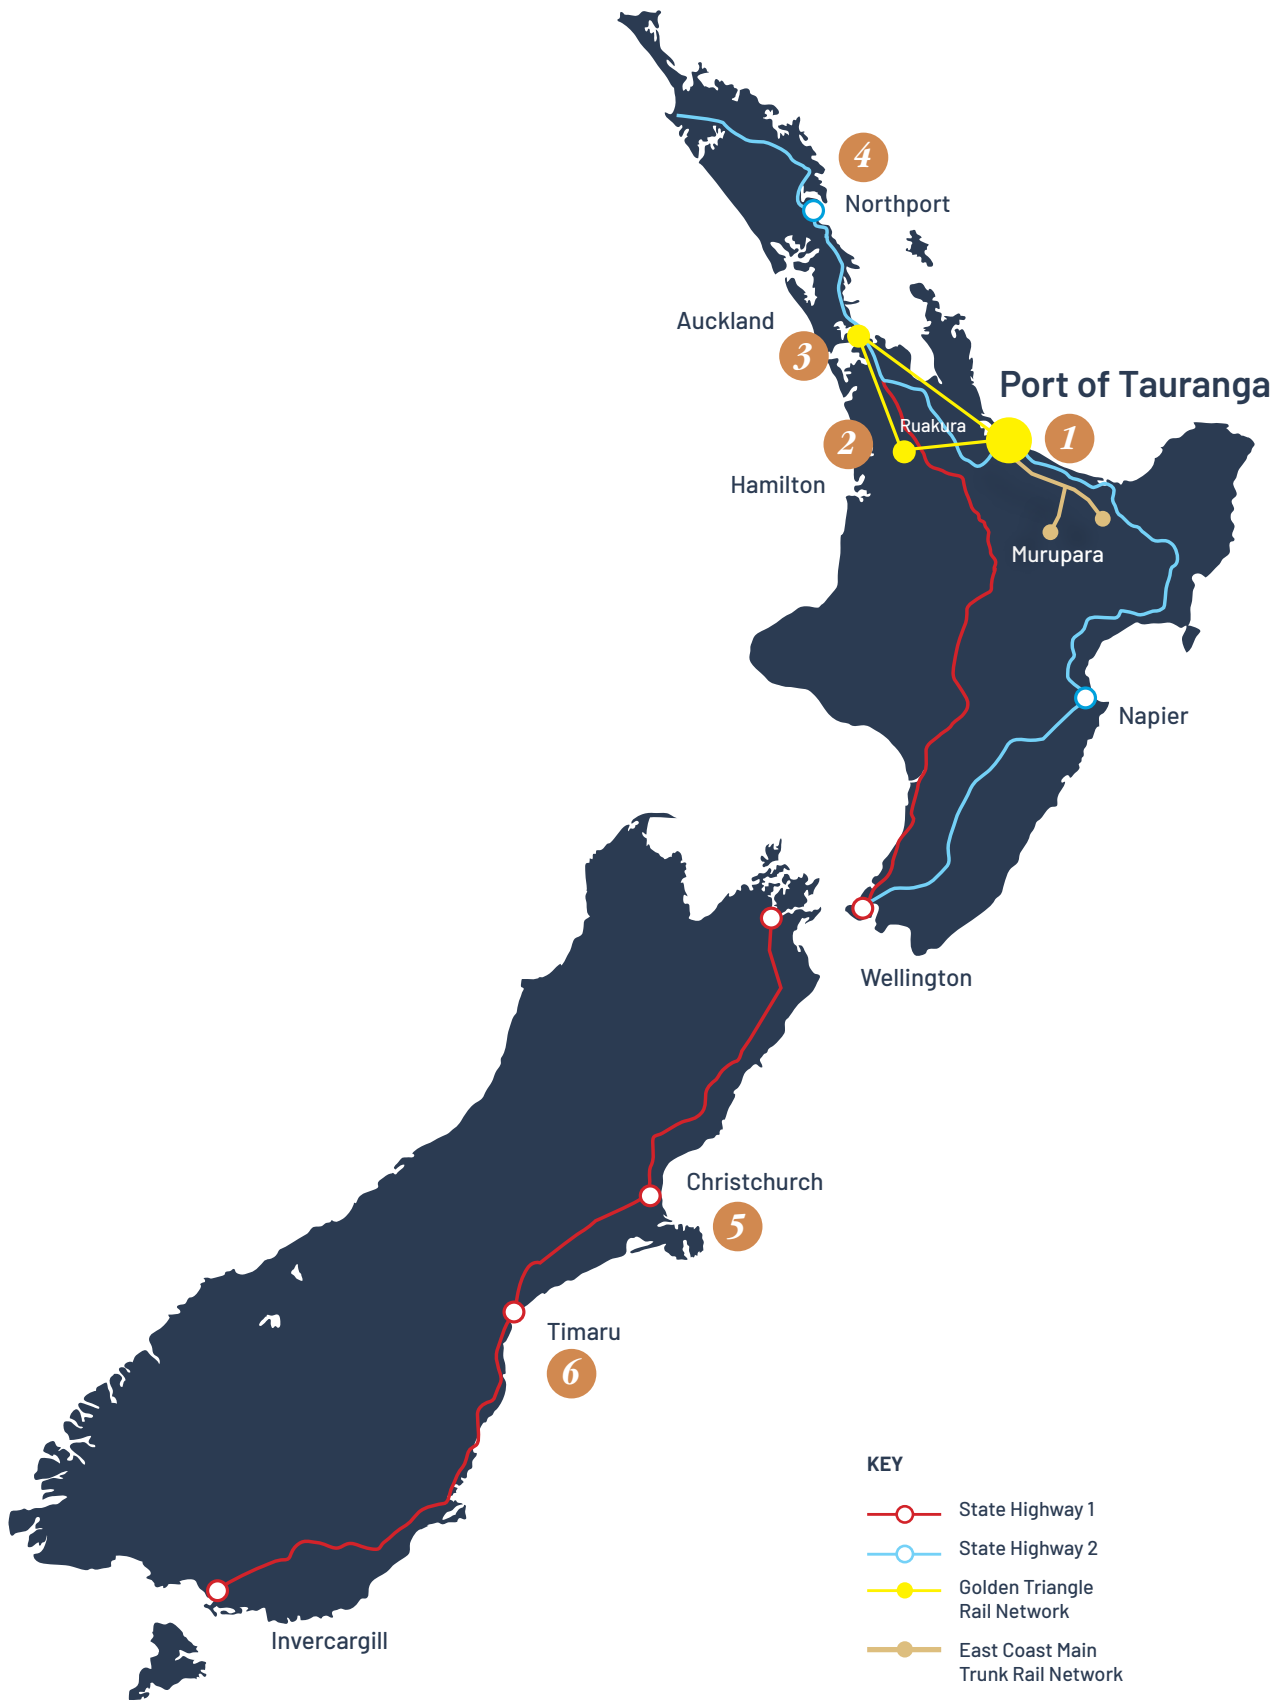 4
Northport
Auckland
3
Port of Tauranga
Ruakura
1
2
Hamilton
Murupara
Napier
Wellington
Christchurch
5
Timaru
6
Invercargill
KEY
State Highway 1
State Highway 2
Golden Triangle
Rail Network
East Coast Main
Trunk Rail Network